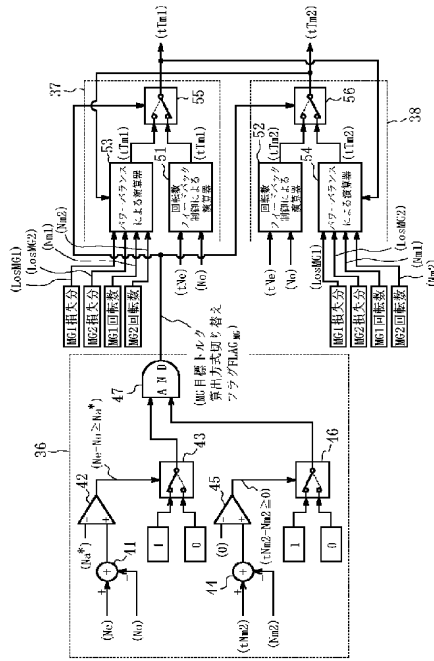 36
(Na*)
42
(Ne-No≧Na*)
(Ne)
41
(No)
1
0
43
(0)
45
(tNm2-Nm2≧0)
(tNm2)
44
(Nm2)
1
0
46
47
AND
(MG目標トルク
算出方式切り替え
フラグFLAG MG)
MG1損失分
MG2損失分
MG1回転数
MG2回転数
(LosMG1)
(LosMG2)
(Nm1)
(Nm2)
37
53
パワーバランス
による演算器
(tTm1)
51
回転数
フィードバック
制御による
演算器
(tTm1)
(tNe)
(No)
55
(tTm1)
52
回転数
フィードバック
制御による
演算器
(tTm2)
(tNe)
(No)
54
パワーバランス
による演算器
(tTm2)
56
(tTm2)
38
MG1損失分
MG2損失分
MG1回転数
MG2回転数
(LosMG1)
(LosMG2)
(Nm1)
(Nm2)